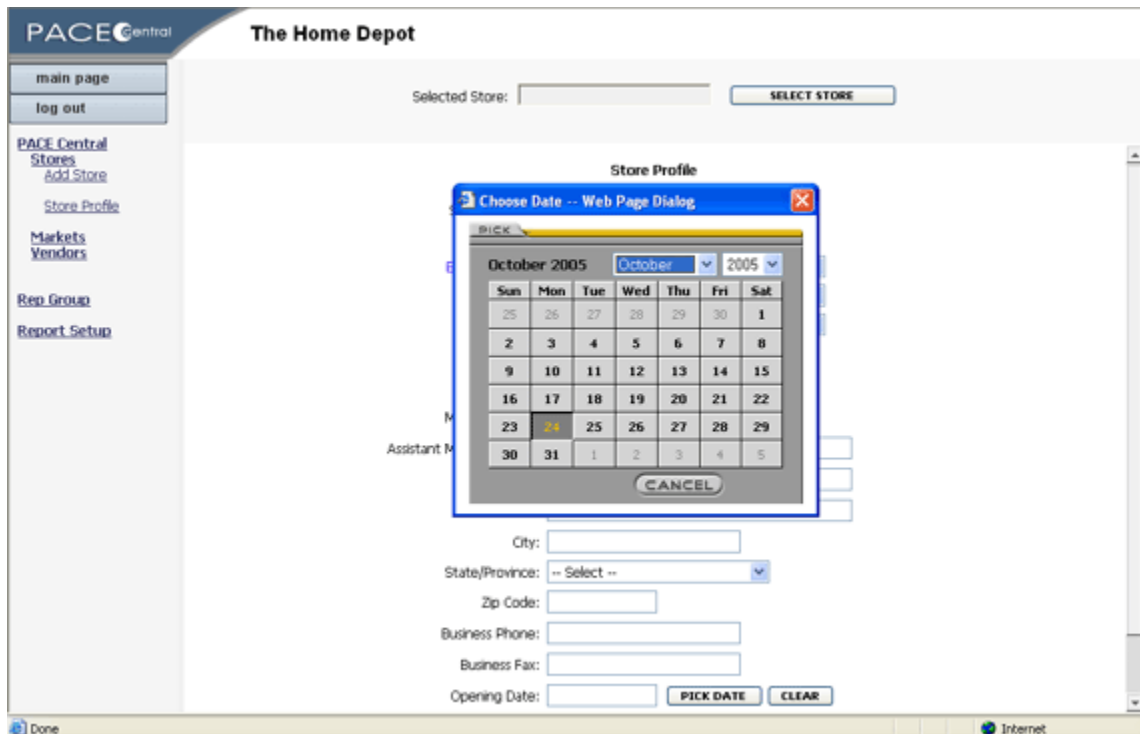 PACE Central
The Home Depot
main page
log out
Selected Store:
SELECT STORE
PACE Central
Stores
Add Store
Store Profile
Markets
Vendors
Rep Group
Report Setup
Store Profile
Choose Date -- Web Page Dialog
PICK
October 2005 October 2005
Sun Mon Tue Wed Thu Fri Sat
25 26 27 28 29 30 1
2 3 4 5 6 7 8
9 10 11 12 13 14 15
16 17 18 19 20 21 22
23 24 25 26 27 28 29
30 31 1 2 3 4 5
CANCEL
Assistant M
City:
State/Province: -- Select --
Zip Code:
Business Phone:
Business Fax:
Opening Date: PICK DATE CLEAR
Done Internet